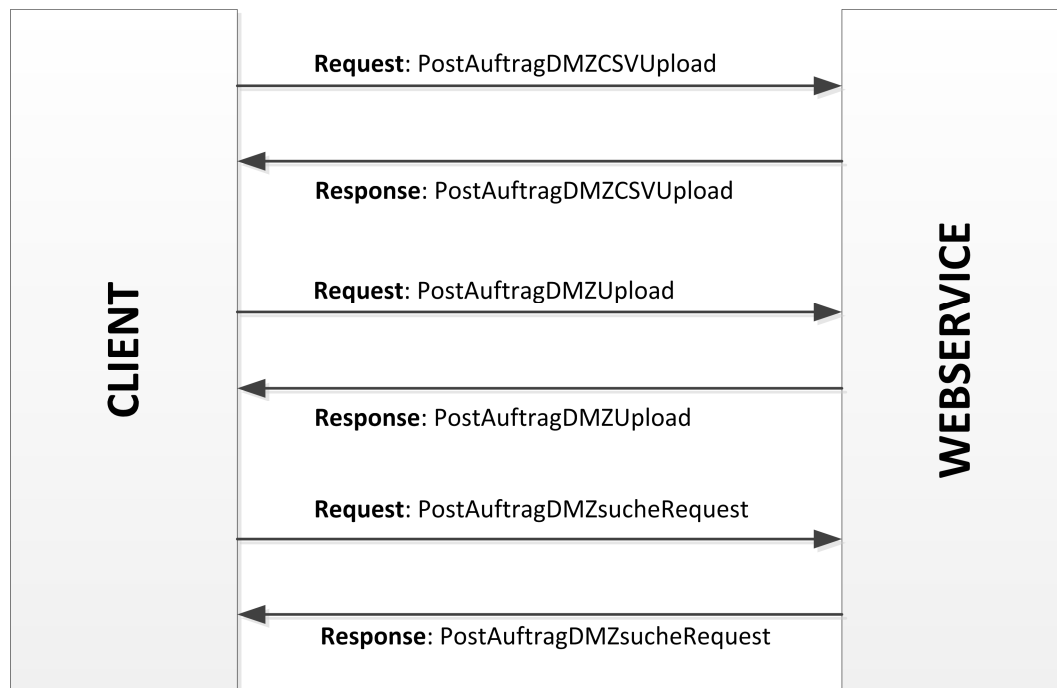 Request: PostAuftragDMZCSVUpload
Response: PostAuftragDMZCSVUpload
CLIENT
WEBSERVICE
Request: PostAuftragDMZUpload
Response: PostAuftragDMZUpload
Request: PostAuftragDMZsucheRequest
Response: PostAuftragDMZsucheRequest